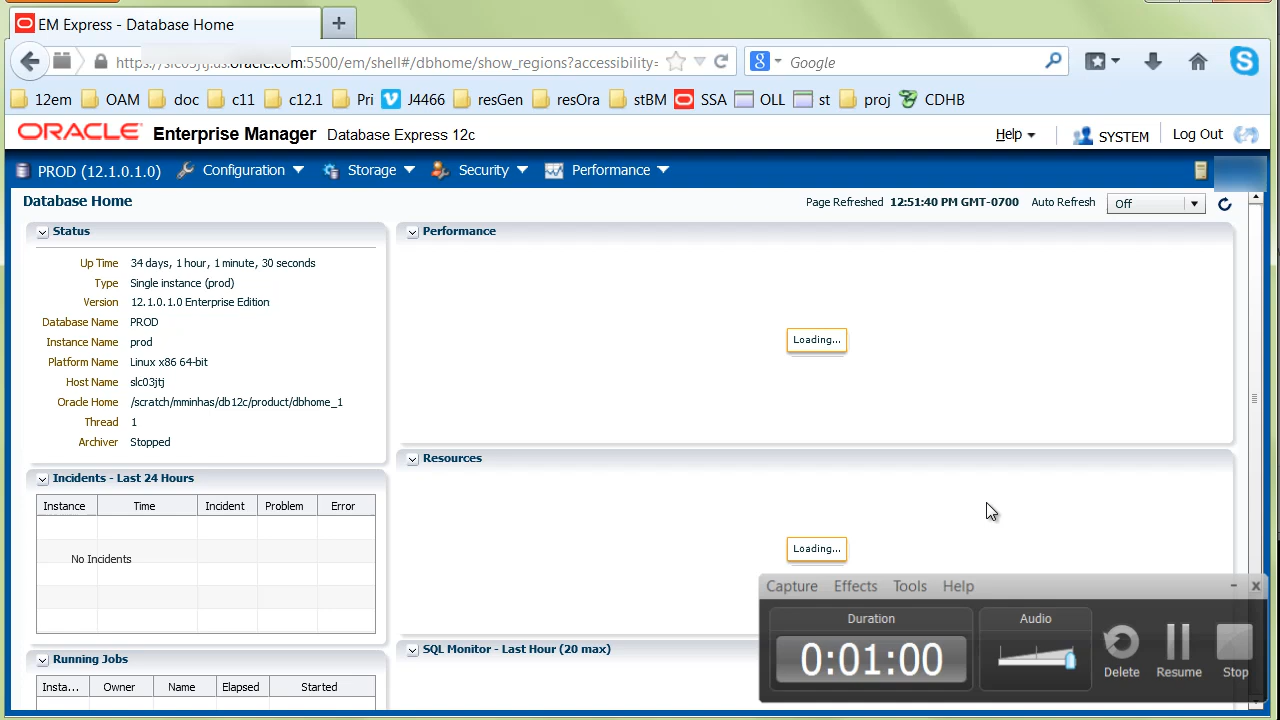 EM Express - Database Home
oracle.com:5500/em/shell#/dbhome/show_regions?accessibility=
Google
12em OAM doc c11 c12.1 Pri J4466 resGen resOra stBM SSA OLL st proj CDHB
ORACLE Enterprise Manager Database Express 12c Help SYSTEM Log Out
PROD (12.1.0.1.0) Configuration Storage Security Performance
Database Home Page Refreshed 12:51:40 PM GMT-0700 Auto Refresh Off
Status
Up Time 34 days, 1 hour, 1 minute, 30 seconds
Type Single instance (prod)
Version 12.1.0.1.0 Enterprise Edition
Database Name PROD
Instance Name prod
Platform Name Linux x86 64-bit
Host Name slc03jtj
Oracle Home /scratch/mminhas/db12c/product/dbhome_1
Thread 1
Archiver Stopped
Incidents - Last 24 Hours
Instance Time Incident Problem Error
No Incidents
Running Jobs
Insta... Owner Name Elapsed Started
Performance
Loading...
Resources
Loading...
SQL Monitor - Last Hour (20 max)
Capture Effects Tools Help
Duration
0:01:00
Audio
Delete
Resume
Stop